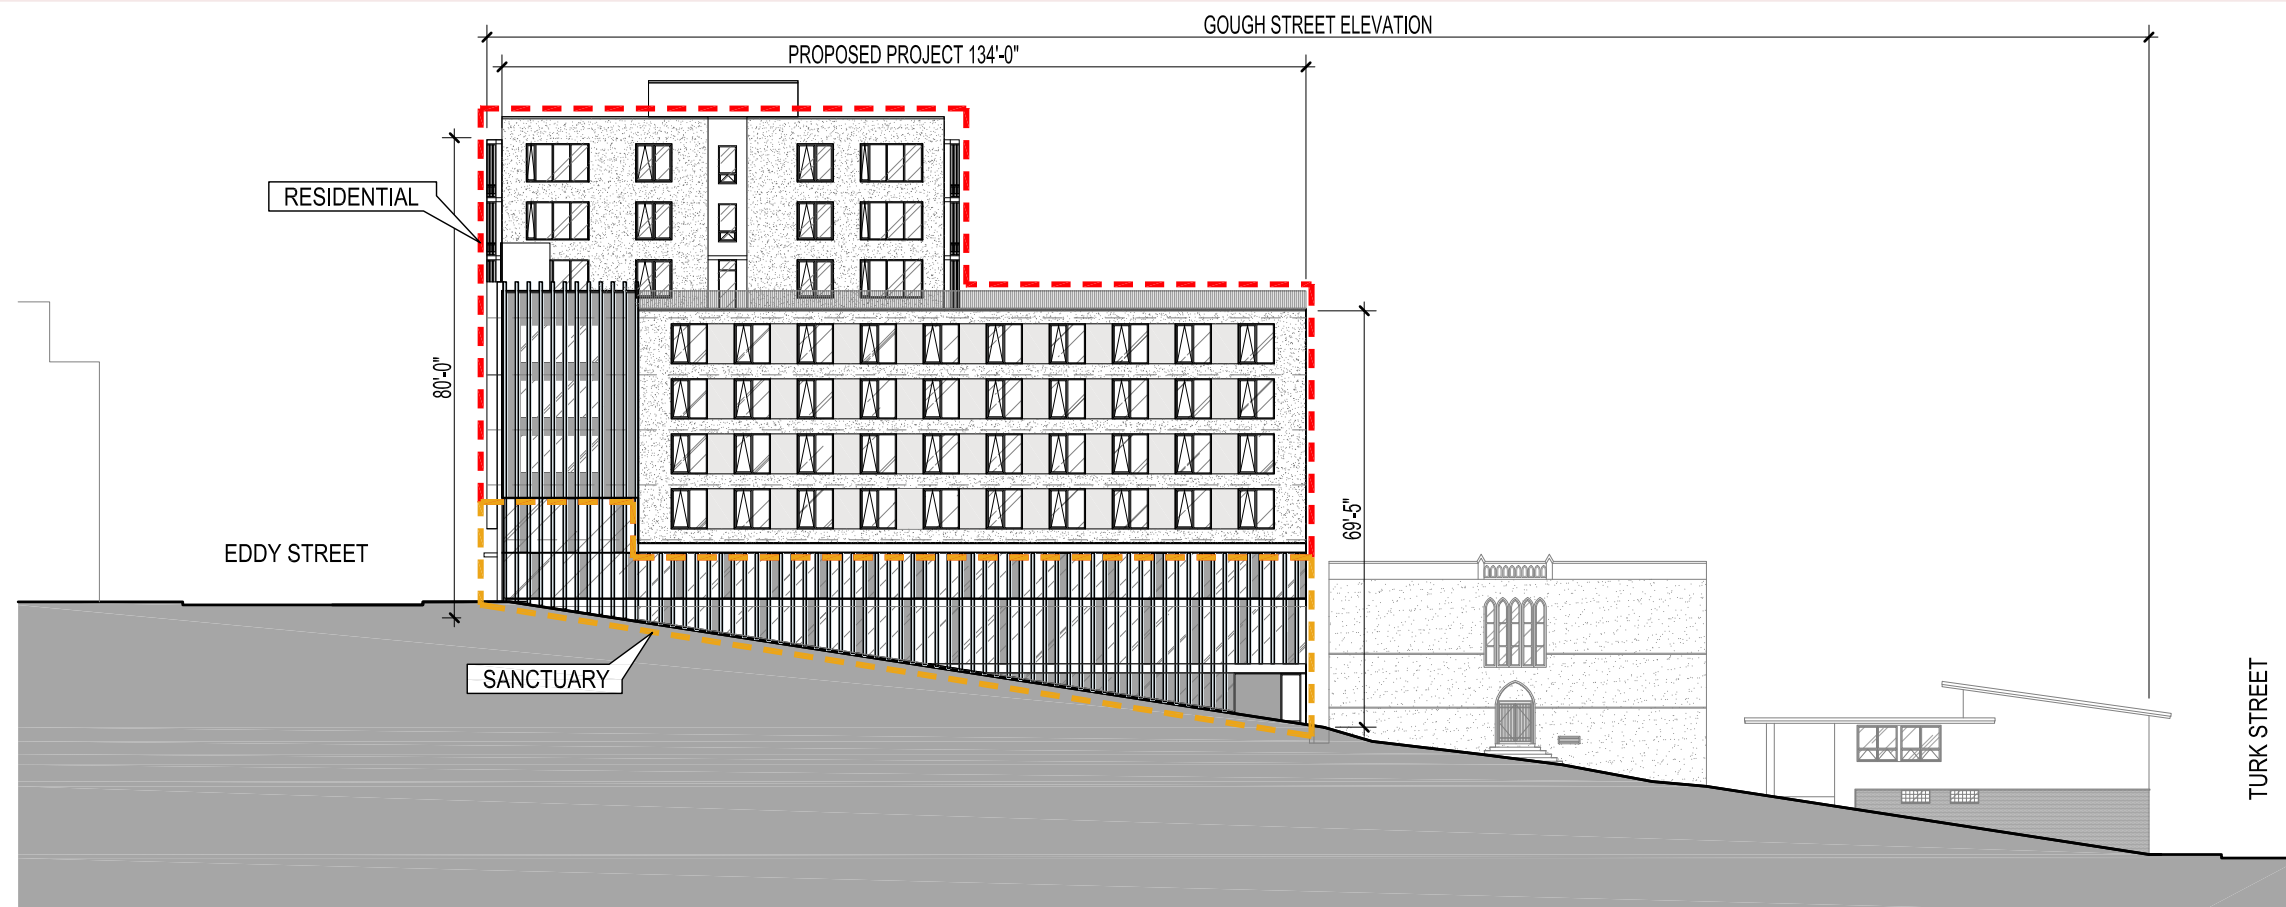 GOUGH STREET ELEVATION
PROPOSED PROJECT 134'-0"
RESIDENTIAL
80'-0"
69'-5"
EDDY STREET
SANCTUARY
TURK STREET